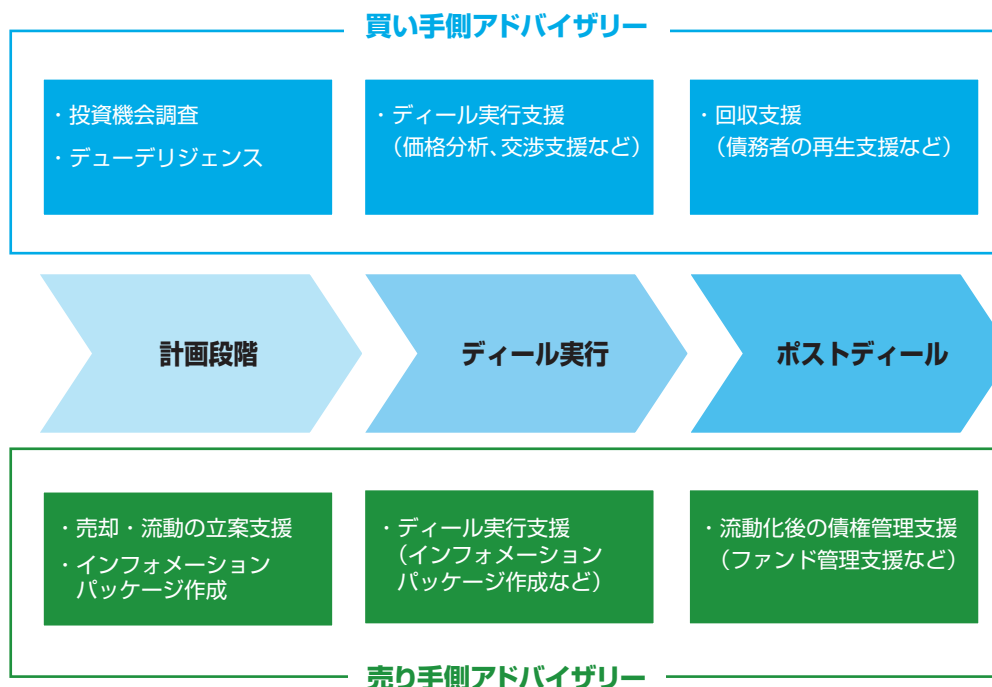 買い手側アドバイザリー
・投資機会調査
・デューデリジェンス
・ディール実行支援
（価格分析、交渉支援など）
・回収支援
（債務者の再生支援など）
計画段階
ディール実行
ポストディール
・売却・流動の立案支援
・インフォメーション
パッケージ作成
・ディール実行支援
（インフォメーション
パッケージ作成など）
・流動化後の債権管理支援
（ファンド管理支援など）
売り手側アドバイザリー